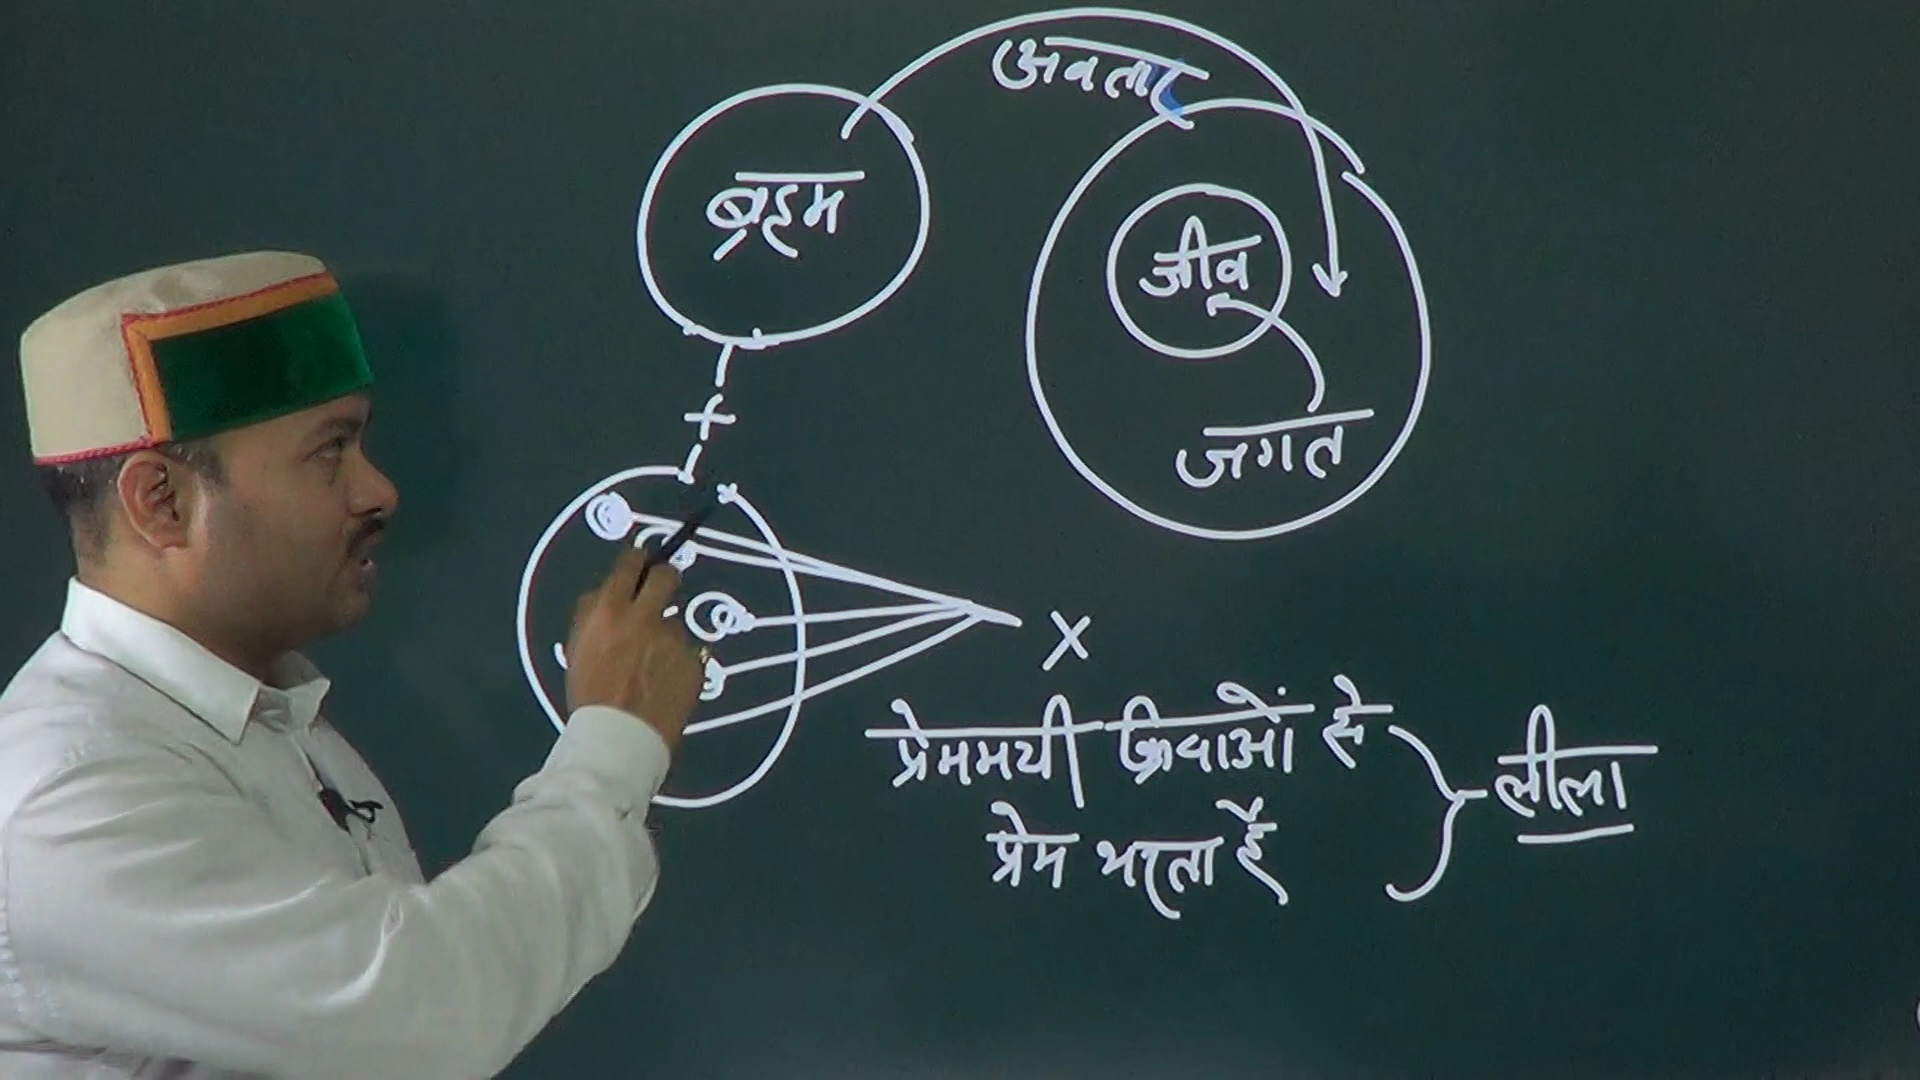 अवतार
ब्रह्म
जीव
जगत
+
x
प्रेममयी क्रियाओं से
प्रेम भरता है
लीला